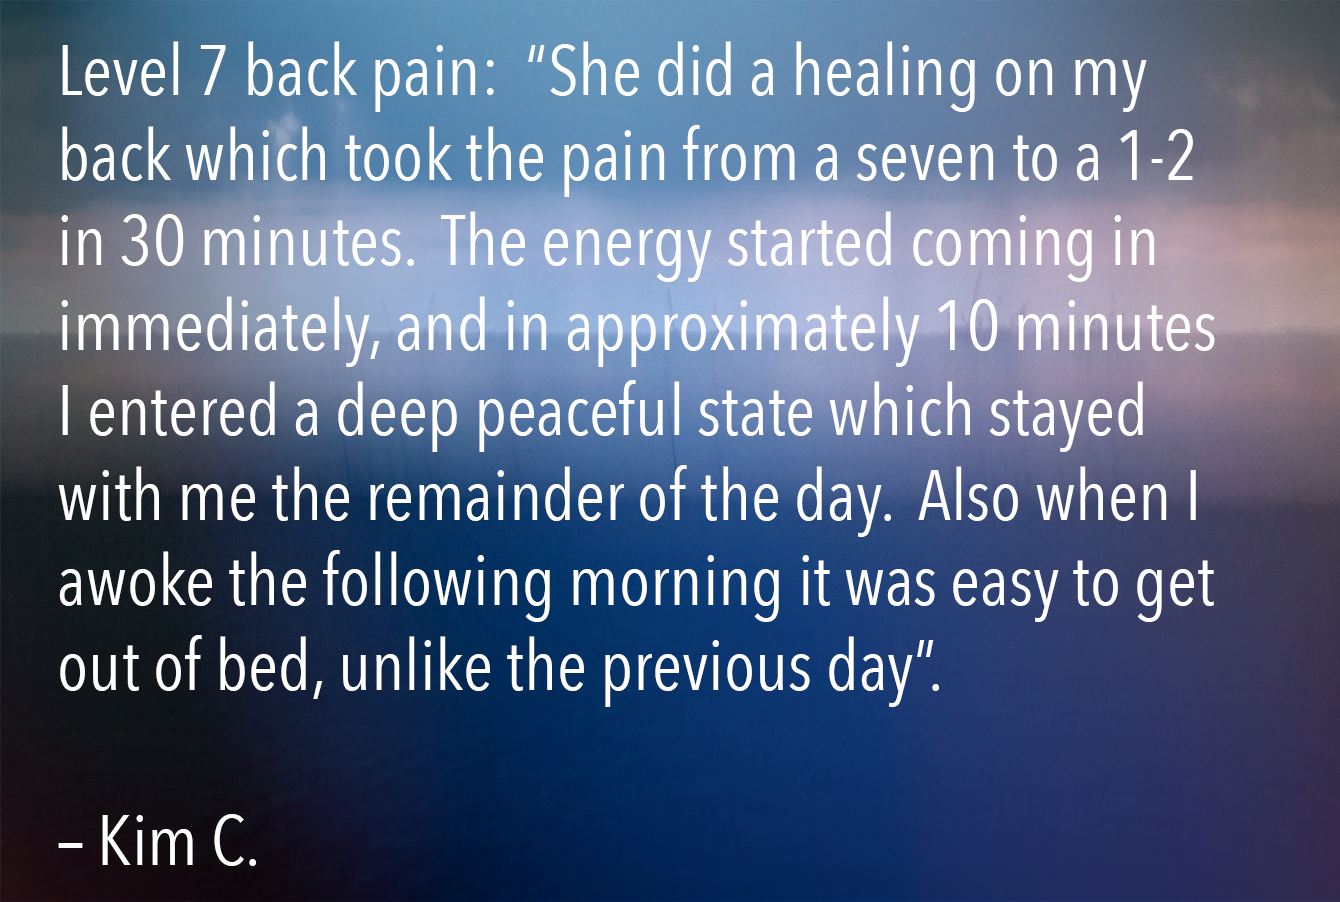 Level 7 back pain:  “She did a healing on my
back which took the pain from a seven to a 1-2
in 30 minutes.  The energy started coming in
immediately, and in approximately 10 minutes
I entered a deep peaceful state which stayed
with me the remainder of the day.  Also when I
awoke the following morning it was easy to get
out of bed, unlike the previous day”.
– Kim C.